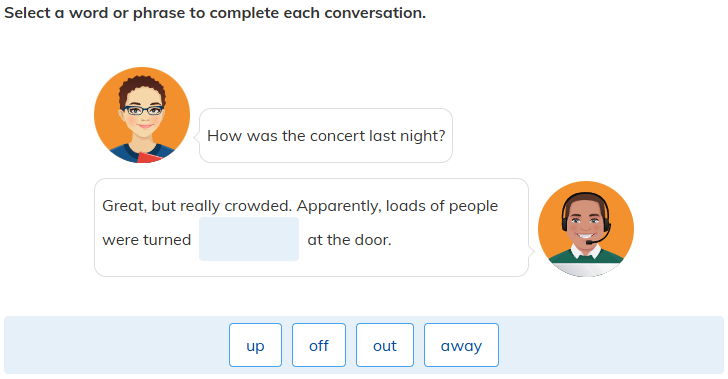 Select a word or phrase to complete each conversation.
How was the concert last night?
Great, but really crowded. Apparently, loads of people
were turned at the door.
up off out away